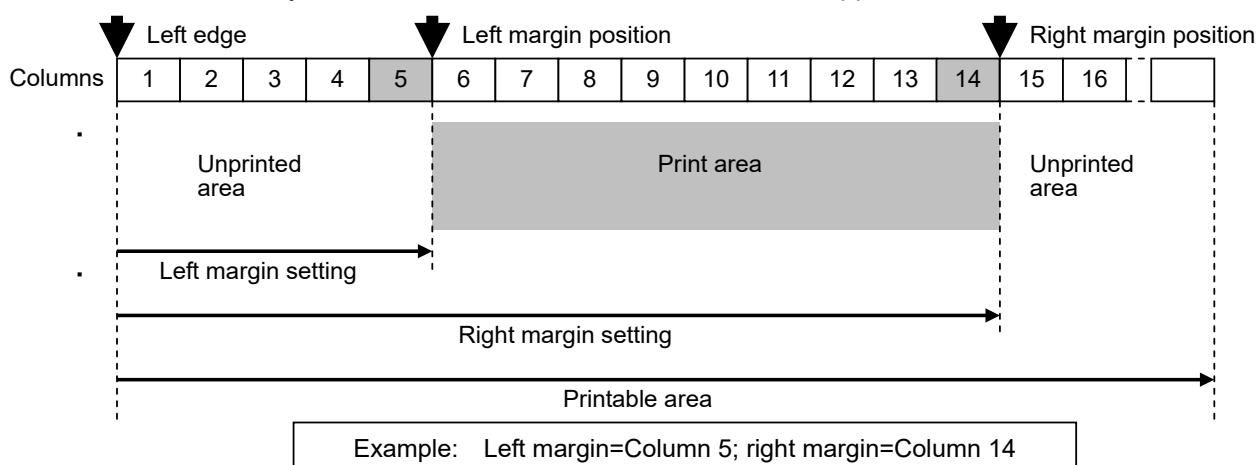 Left edge Left margin position Right margin position
Columns 1 2 3 4 5 6 7 8 9 10 11 12 13 14 15 16
Unprinted area
Print area
Unprinted area
Left margin setting
Right margin setting
Printable area
Example: Left margin=Column 5; right margin=Column 14